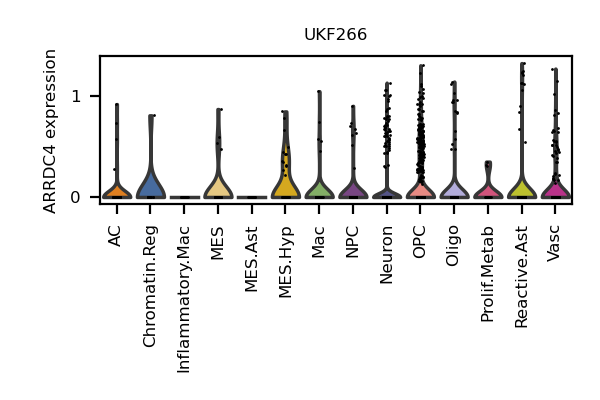 UKF266
ARRDC4 expression
1
0
AC
Chromatin.Reg
Inflammatory.Mac
MES
MES.Ast
MES.Hyp
Mac
NPC
Neuron
OPC
Oligo
Prolif.Metab
Reactive.Ast
Vasc